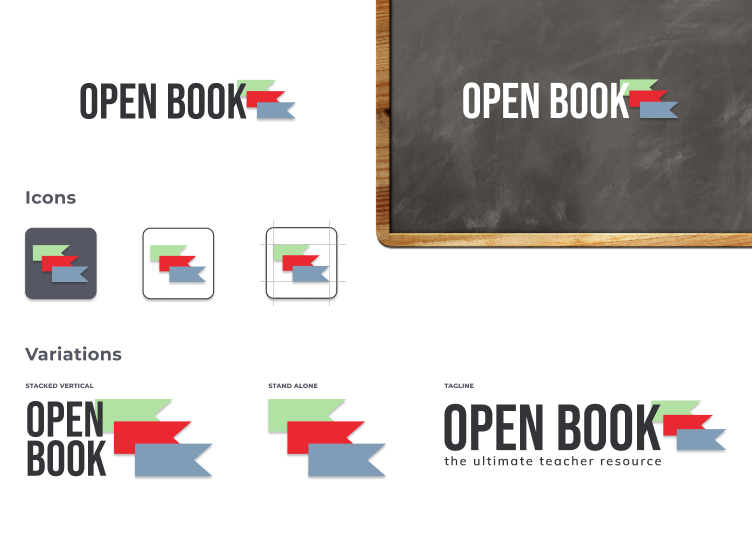 OPEN BOOK
OPEN BOOK
Icons
Variations
STACKED VERTICAL
STAND ALONE
TAGLINE
OPEN
BOOK
OPEN BOOK
the ultimate teacher resource